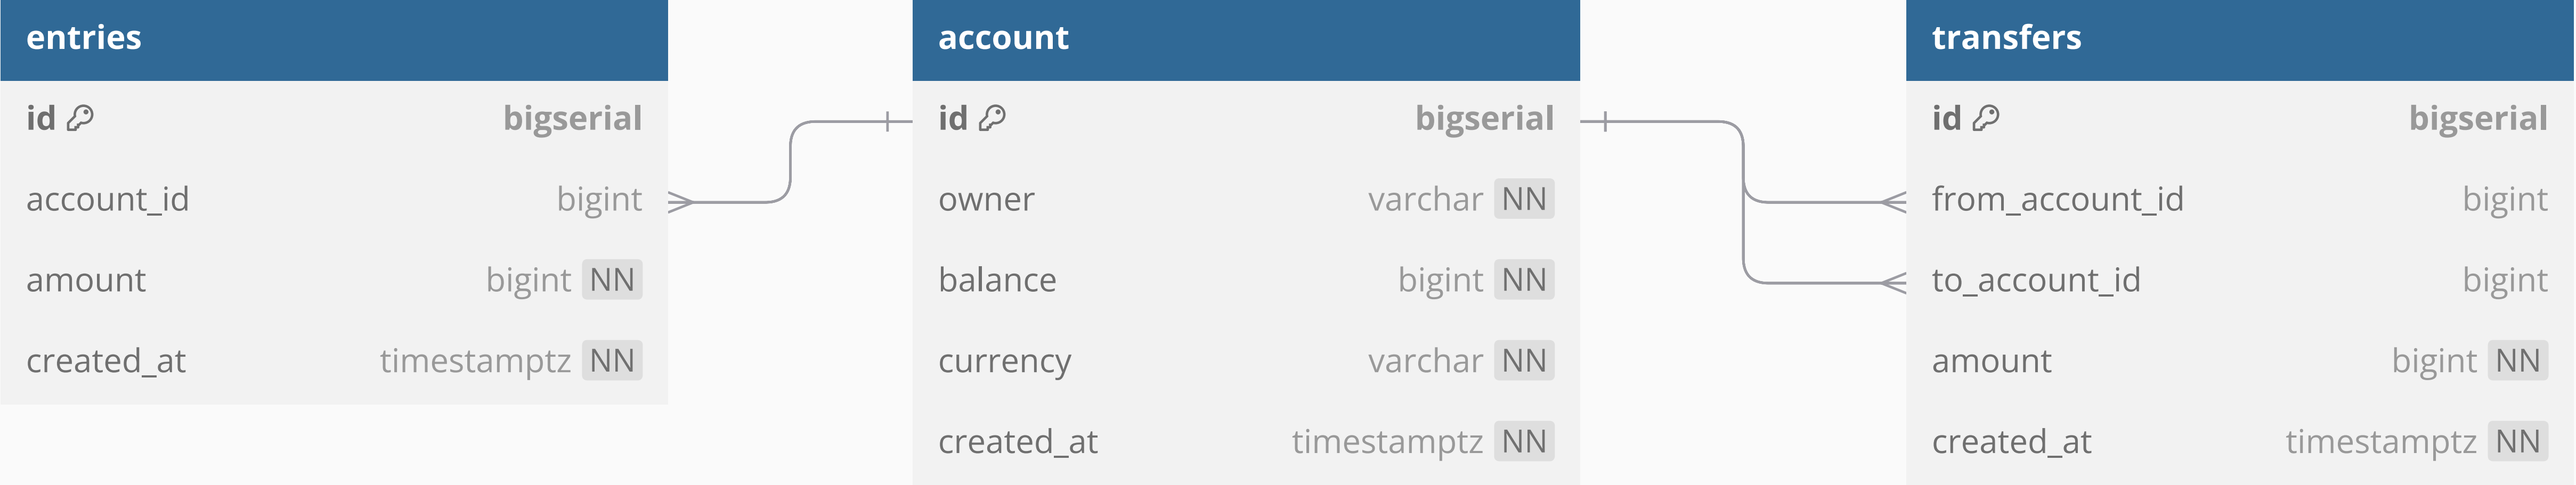 entries
id bigserial
account_id bigint
amount bigint NN
created_at timestamptz NN
account
id bigserial
owner varchar NN
balance bigint NN
currency varchar NN
created_at timestamptz NN
transfers
id bigserial
from_account_id bigint
to_account_id bigint
amount bigint NN
created_at timestamptz NN